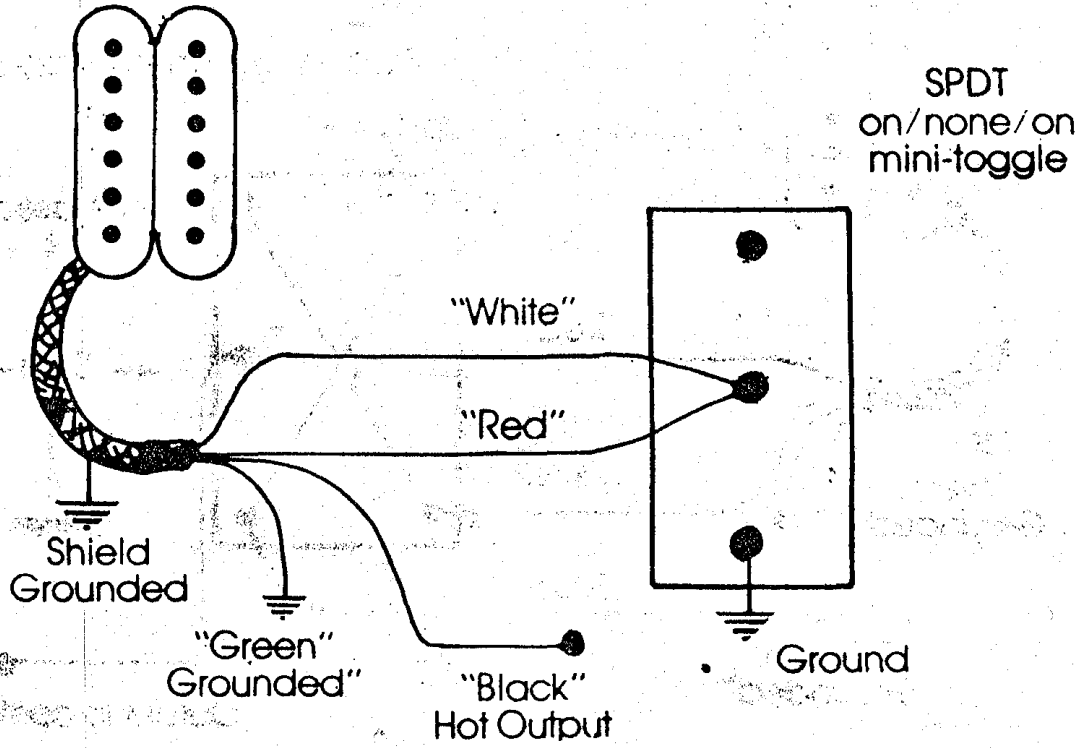 SPDT
on/none/on
mini-toggle
"White"
"Red"
Shield
Grounded
"Green"
Grounded"
"Black"
Hot Output
Ground